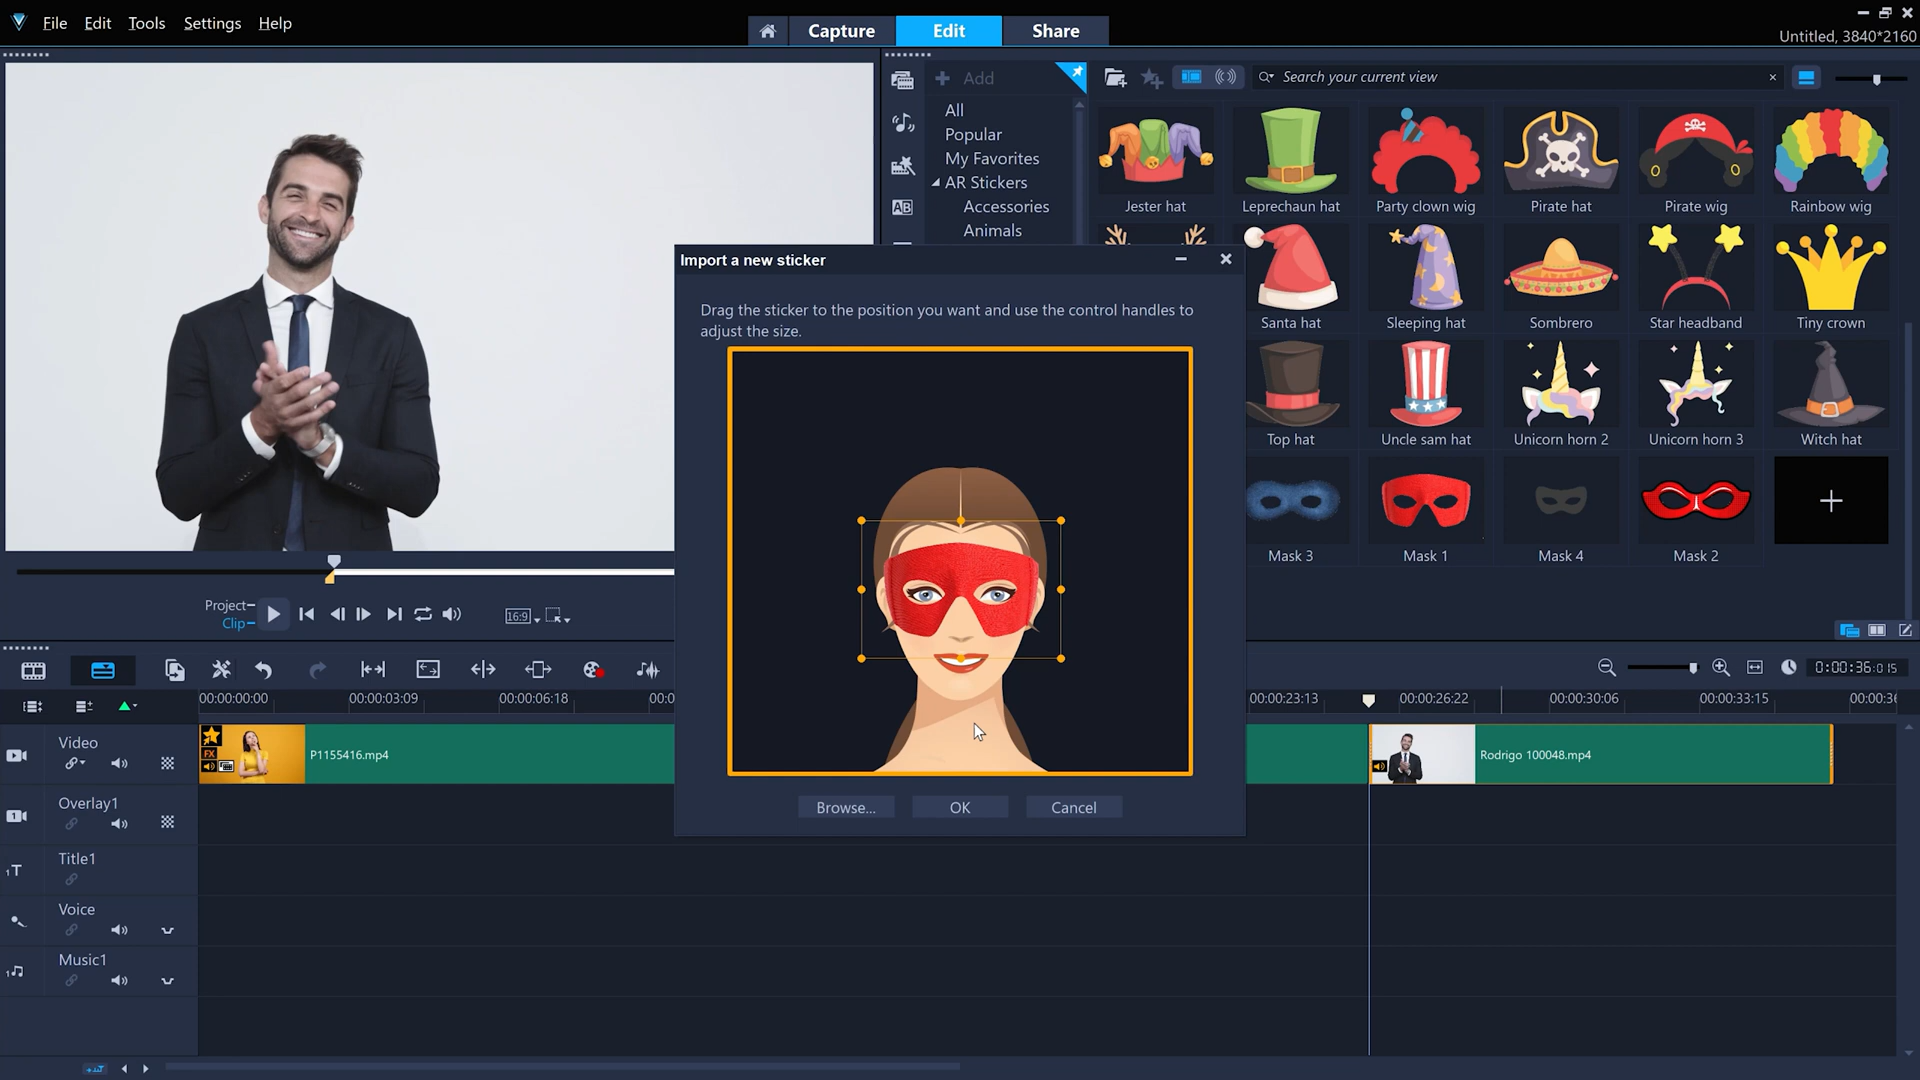 File Edit Tools Settings Help
Capture Edit Share
Untitled, 3840*2160
Add
All
Popular
My Favorites
AR Stickers
Accessories
Animals
Search your current view
Jester hat Leprechaun hat Party clown wig Pirate hat Pirate wig Rainbow wig
Santa hat Sleeping hat Sombrero Star headband Tiny crown
Top hat Uncle sam hat Unicorn horn 2 Unicorn horn 3 Witch hat
Mask 3 Mask 1 Mask 4 Mask 2
Import a new sticker
Drag the sticker to the position you want and use the control handles to
adjust the size.
Browse... OK Cancel
Project
Clip
16:9
0:00:36:015
00:00:00:00 00:00:03:09 00:00:06:18 00:0 00:00:23:13 00:00:26:22 00:00:30:06 00:00:33:15 00:00:36
Video
FX
P1155416.mp4
Rodrigo 100048.mp4
Overlay1
Title1
Voice
Music1